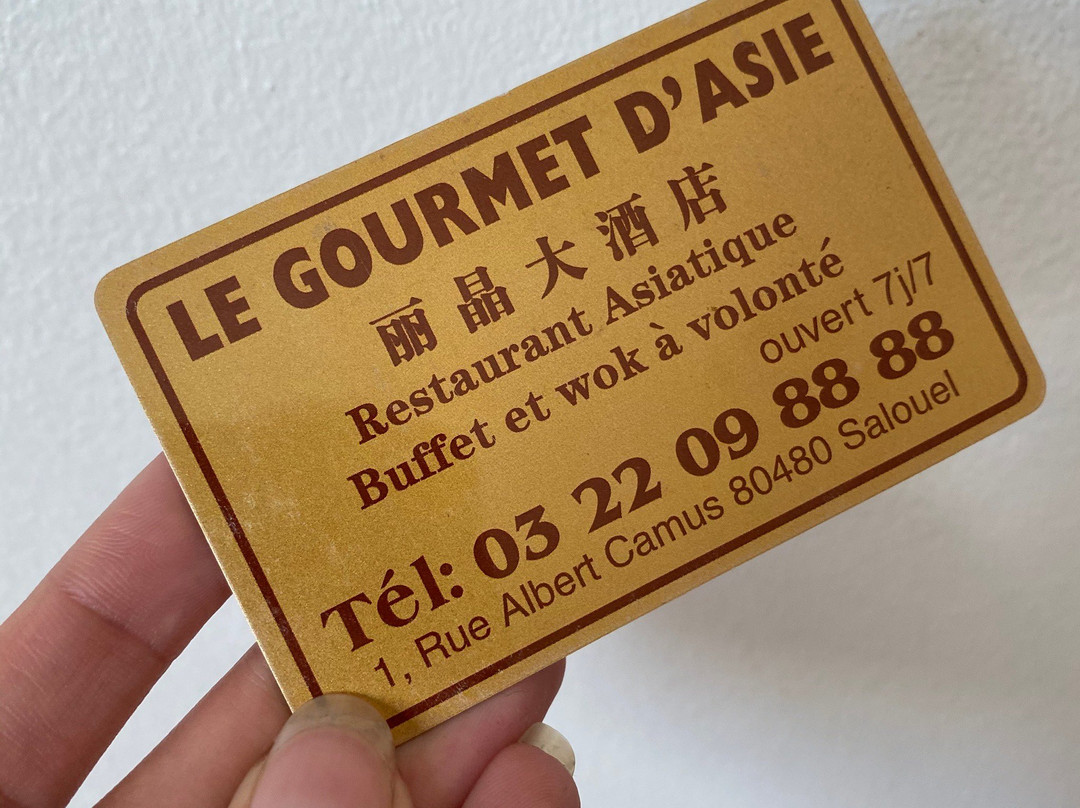 LE GOURMET D'ASIE
丽晶大酒店
Restaurant Asiatique
Buffet et wok à volonté
ouvert 7j/7
Tél: 03 22 09 88 88
1, Rue Albert Camus 80480 Salouel